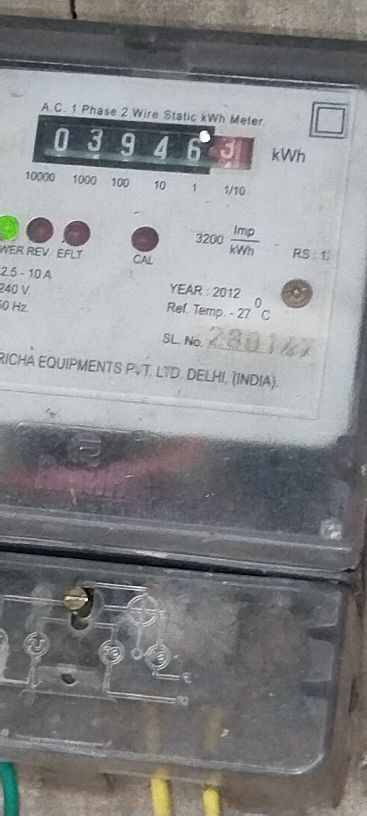 A.C. 1 Phase 2 Wire Static kWh Meter.
0 3 9 4 6 3 kWh
10000 1000 100 10 1 1/10
3200 Imp/kWh
WER REV EFLT CAL RS : 1
2.5 - 10 A
240 V. YEAR : 2012
50 Hz. Ref. Temp. - 27 °C
SL. No.
RICHA EQUIPMENTS PVT. LTD. DELHI, (INDIA).